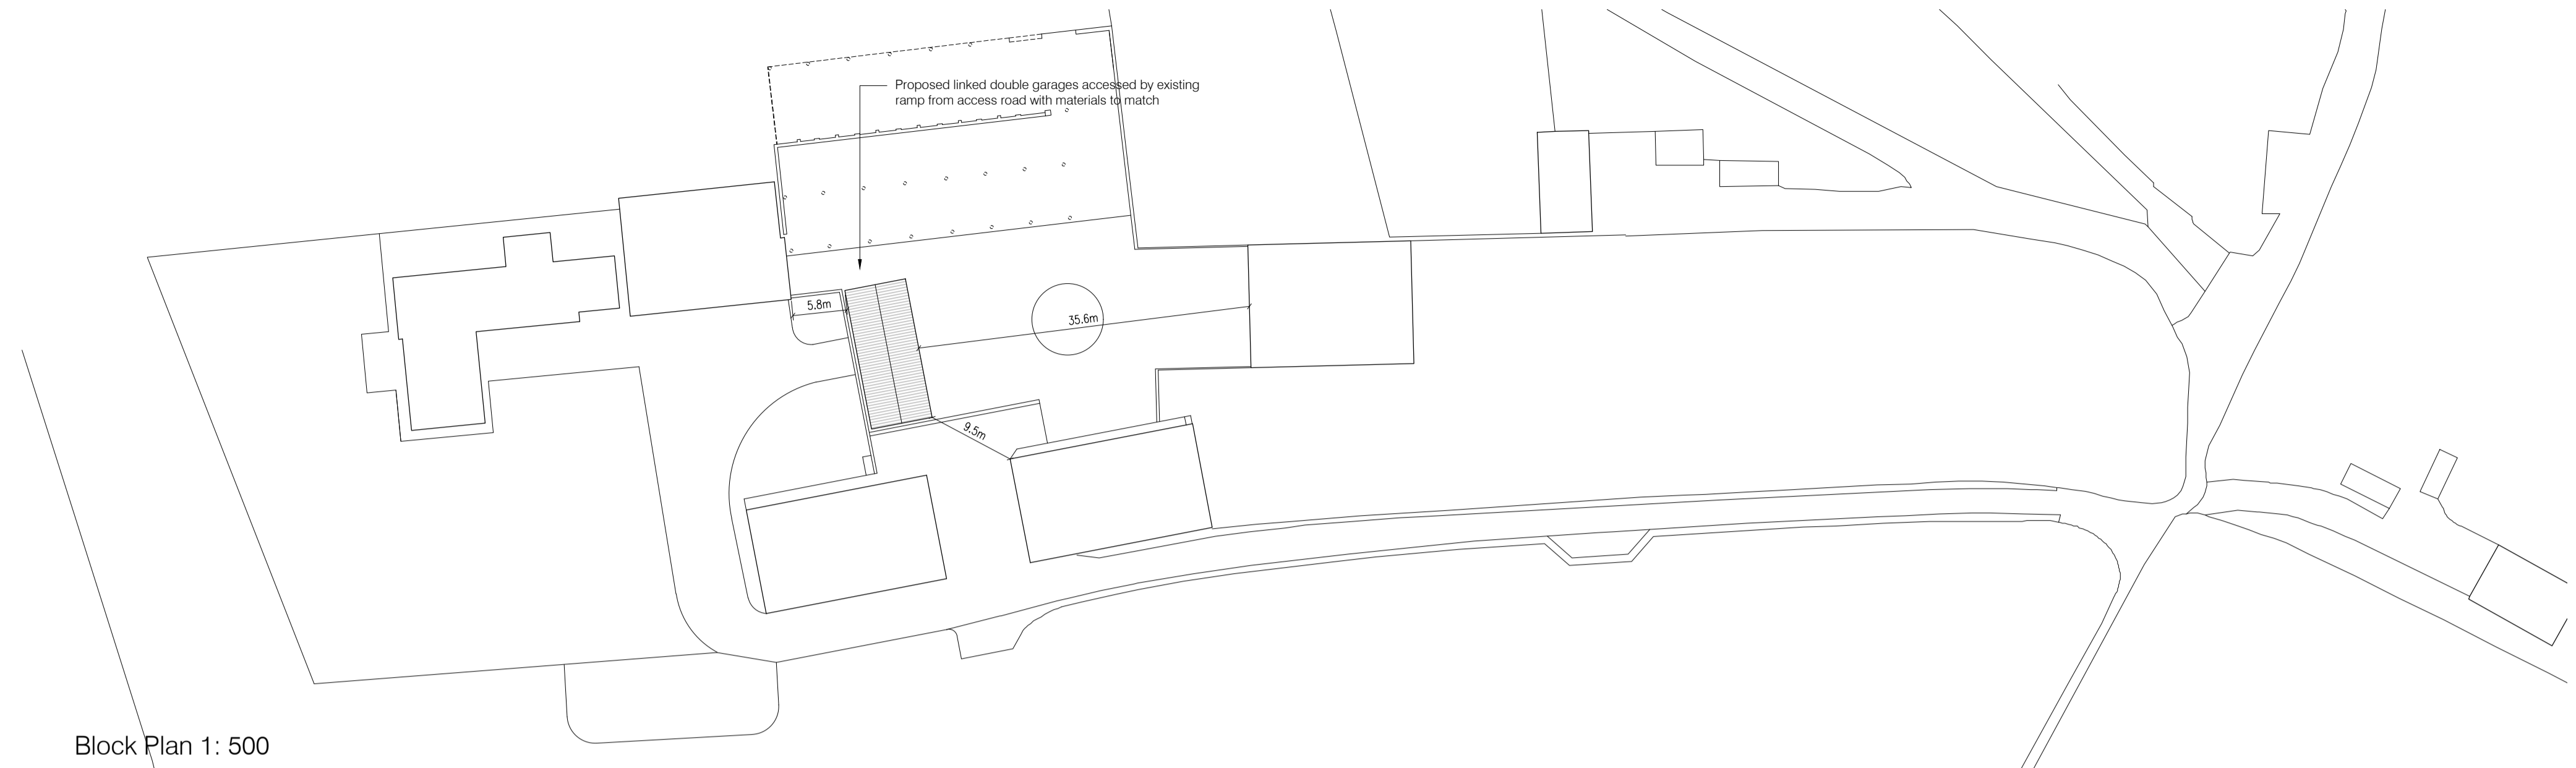 Proposed linked double garages accessed by existing
ramp from access road with materials to match
5.8m
35.6m
9.5m
Block Plan 1: 500